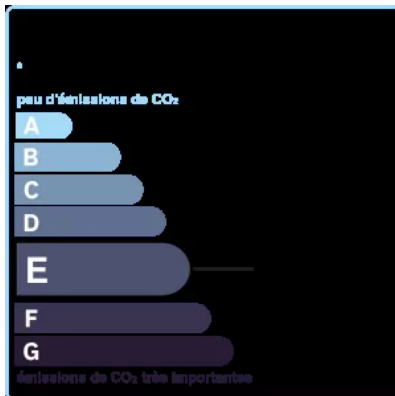 peu d'émissions de CO₂
A
B
C
D
E
F
G
émissions de CO₂ très importantes